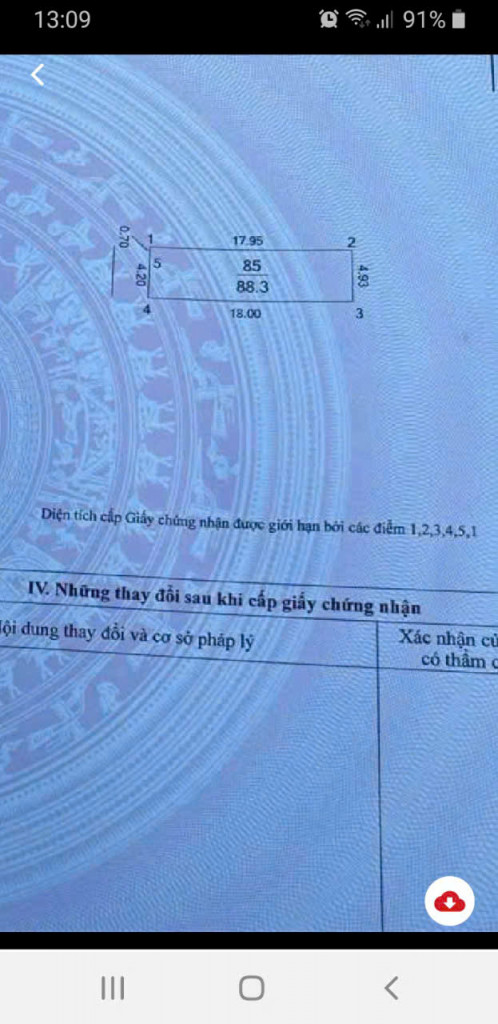 13:09
91%
0.70
1
17.95
2
5
85
4.20
4.93
88.3
4
18.00
3
Diện tích cấp Giấy chứng nhận được giới hạn bởi các điểm 1,2,3,4,5,1
IV. Những thay đổi sau khi cấp giấy chứng nhận
dung thay đổi và cơ sở pháp lý
Xác nhận
có thẩm